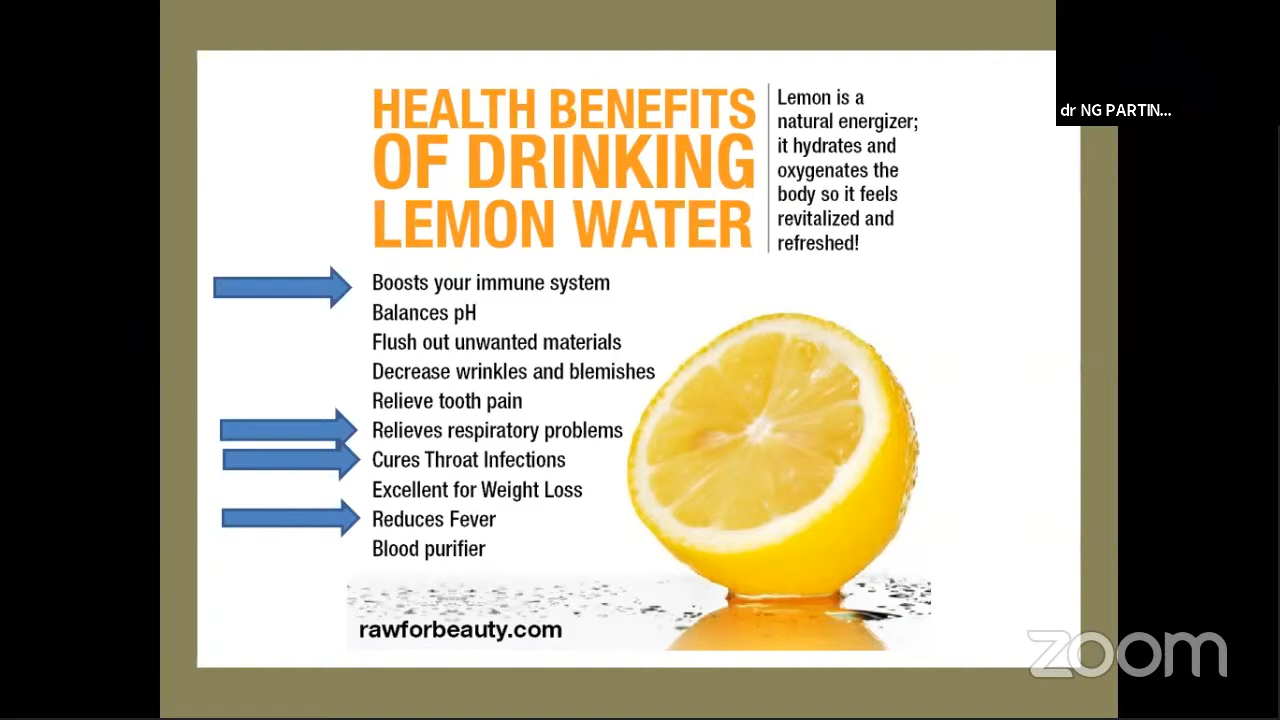 HEALTH BENEFITS
OF DRINKING
LEMON WATER
Lemon is a
natural energizer;
it hydrates and
oxygenates the
body so it feels
revitalized and
refreshed!
dr NG PARTIN...
Boosts your immune system
Balances pH
Flush out unwanted materials
Decrease wrinkles and blemishes
Relieve tooth pain
Relieves respiratory problems
Cures Throat Infections
Excellent for Weight Loss
Reduces Fever
Blood purifier
rawforbeauty.com
zoom